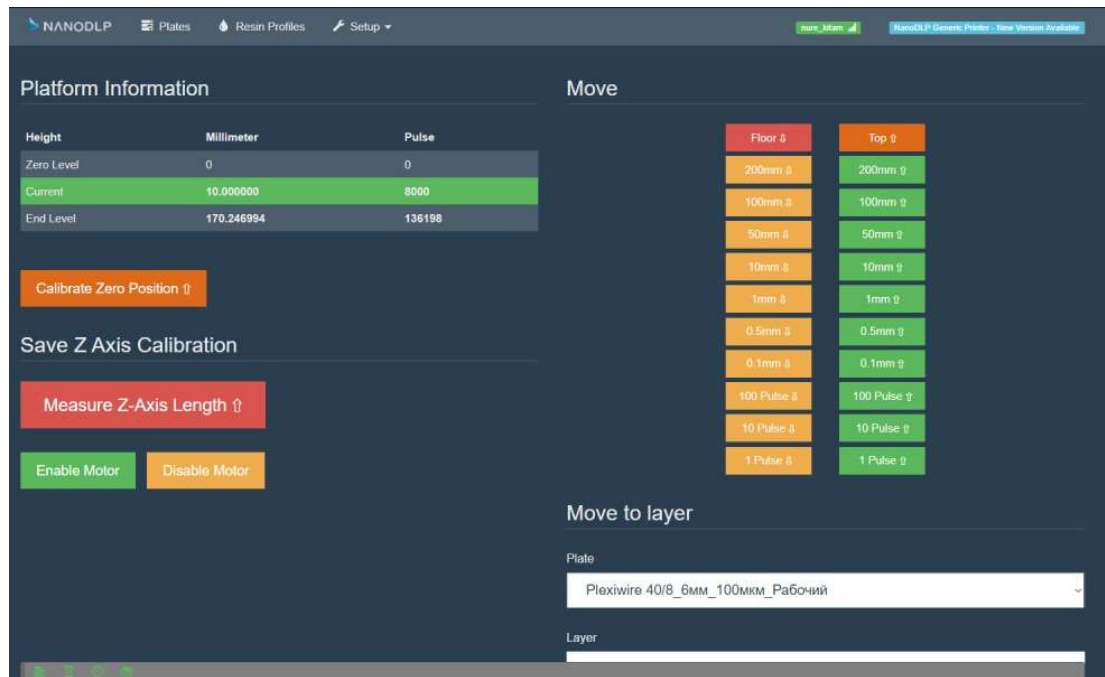 NANODLP Plates Resin Profiles Setup nure_kitam NanoDLP Generic Printer - New Version Available
Platform Information
Height Millimeter Pulse
Zero Level 0 0
Current 10.000000 8000
End Level 170.246994 136198
Calibrate Zero Position ⇧
Save Z Axis Calibration
Measure Z-Axis Length ⇧
Enable Motor Disable Motor
Move
Floor ⇩ Top ⇧
200mm ⇩ 200mm ⇧
100mm ⇩ 100mm ⇧
50mm ⇩ 50mm ⇧
10mm ⇩ 10mm ⇧
1mm ⇩ 1mm ⇧
0.5mm ⇩ 0.5mm ⇧
0.1mm ⇩ 0.1mm ⇧
100 Pulse ⇩ 100 Pulse ⇧
10 Pulse ⇩ 10 Pulse ⇧
1 Pulse ⇩ 1 Pulse ⇧
Move to layer
Plate
Plexiwire 40/8_6мм_100мкм_Рабочий
Layer